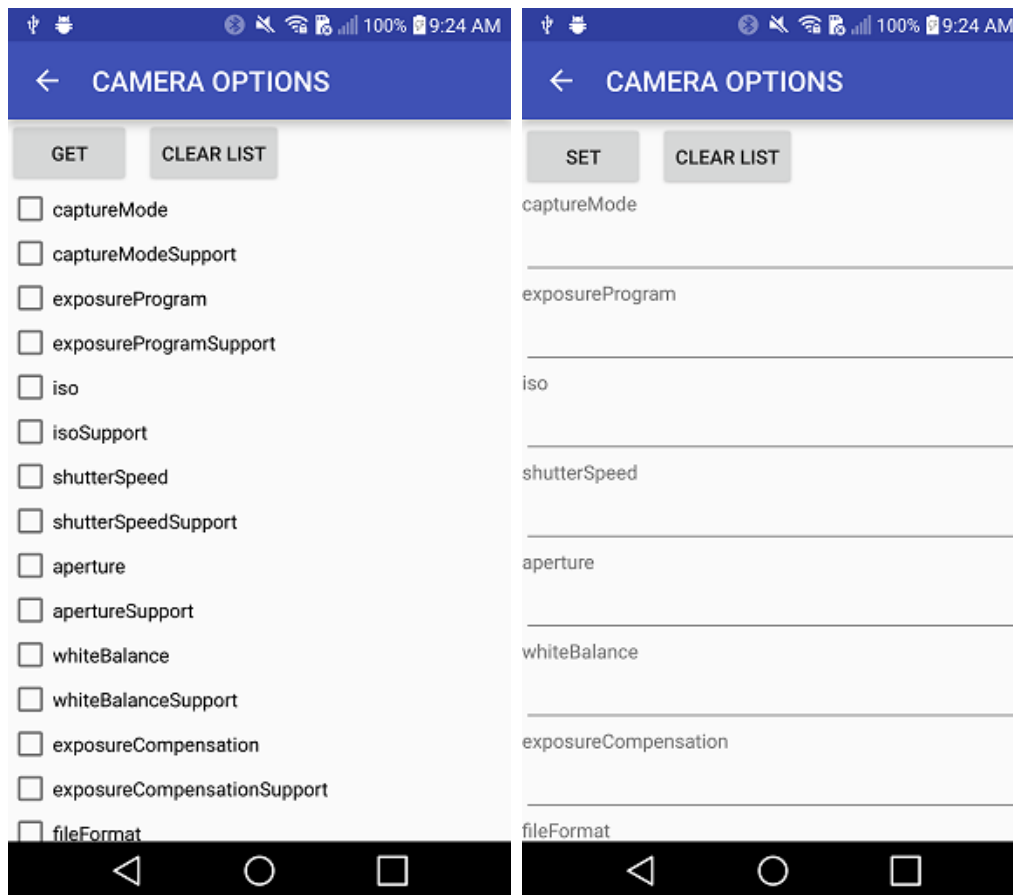 100% 9:24 AM
CAMERA OPTIONS
GET CLEAR LIST
captureMode
captureModeSupport
exposureProgram
exposureProgramSupport
iso
isoSupport
shutterSpeed
shutterSpeedSupport
aperture
apertureSupport
whiteBalance
whiteBalanceSupport
exposureCompensation
exposureCompensationSupport
fileFormat
100% 9:24 AM
CAMERA OPTIONS
SET CLEAR LIST
captureMode
exposureProgram
iso
shutterSpeed
aperture
whiteBalance
exposureCompensation
fileFormat